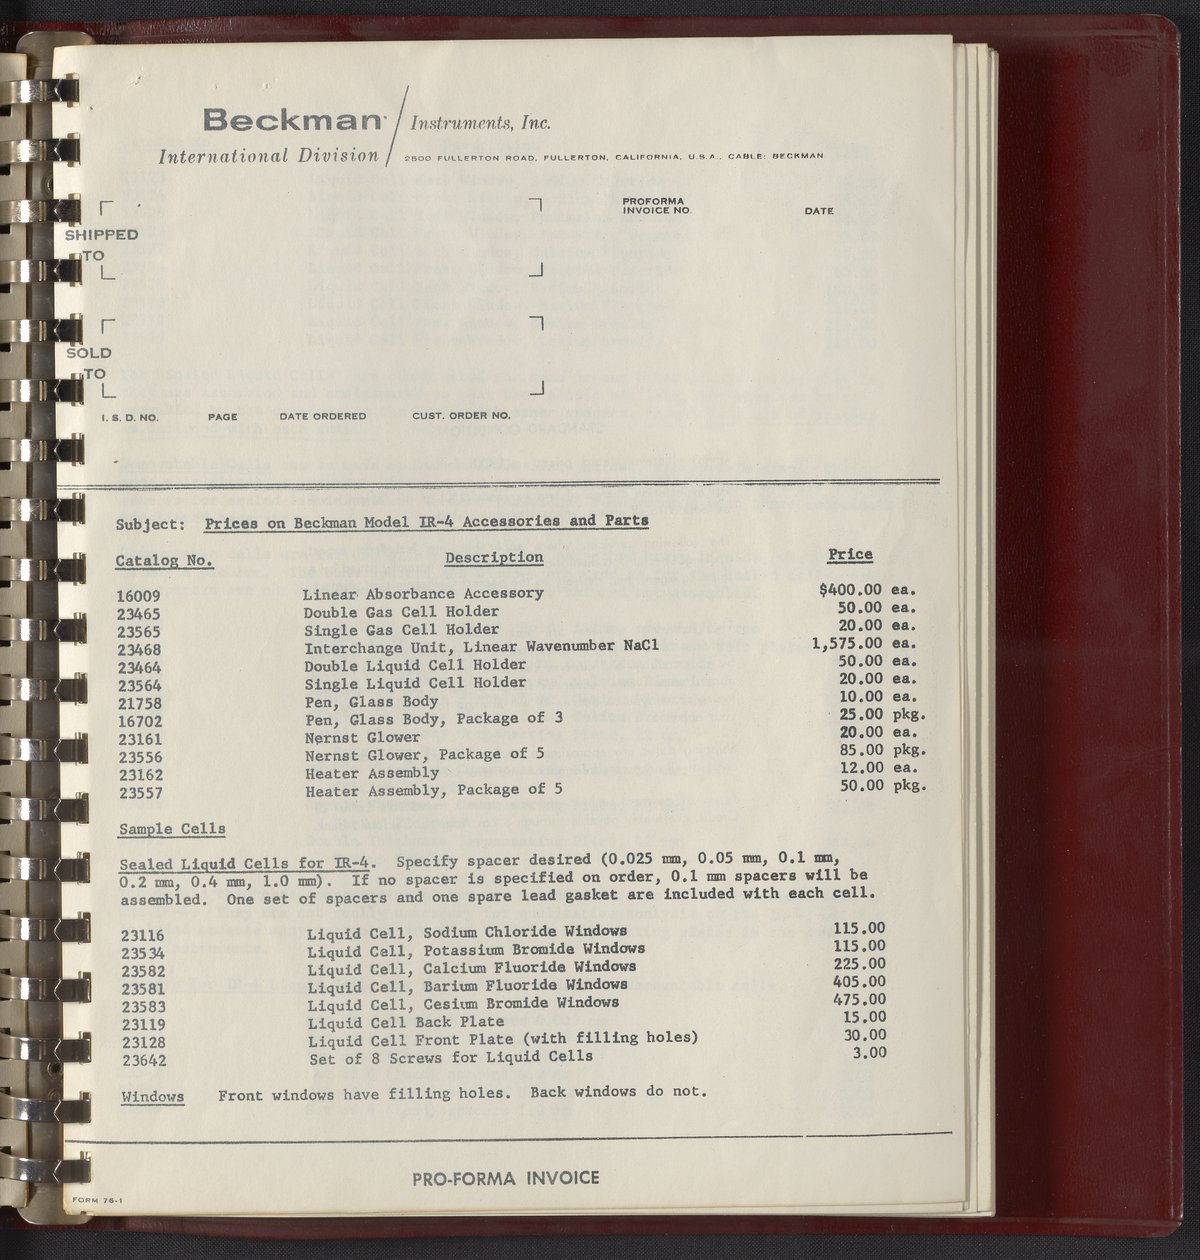 Beckman Instruments, Inc.
International Division 2500 FULLERTON ROAD, FULLERTON, CALIFORNIA, U.S.A., CABLE: BECKMAN
PROFORMA
INVOICE NO. DATE
SHIPPED
TO
SOLD
TO
I. S. D. NO. PAGE DATE ORDERED CUST. ORDER NO.
Subject: Prices on Beckman Model IR-4 Accessories and Parts
Catalog No. Description Price
16009 Linear Absorbance Accessory $400.00 ea.
23465 Double Gas Cell Holder 50.00 ea.
23565 Single Gas Cell Holder 20.00 ea.
23468 Interchange Unit, Linear Wavenumber NaCl 1,575.00 ea.
23464 Double Liquid Cell Holder 50.00 ea.
23564 Single Liquid Cell Holder 20.00 ea.
21758 Pen, Glass Body 10.00 ea.
16702 Pen, Glass Body, Package of 3 25.00 pkg.
23161 Nernst Glower 20.00 ea.
23556 Nernst Glower, Package of 5 85.00 pkg.
23162 Heater Assembly 12.00 ea.
23557 Heater Assembly, Package of 5 50.00 pkg.
Sample Cells
Sealed Liquid Cells for IR-4. Specify spacer desired (0.025 mm, 0.05 mm, 0.1 mm,
0.2 mm, 0.4 mm, 1.0 mm). If no spacer is specified on order, 0.1 mm spacers will be
assembled. One set of spacers and one spare lead gasket are included with each cell.
23116 Liquid Cell, Sodium Chloride Windows 115.00
23534 Liquid Cell, Potassium Bromide Windows 115.00
23582 Liquid Cell, Calcium Fluoride Windows 225.00
23581 Liquid Cell, Barium Fluoride Windows 405.00
23583 Liquid Cell, Cesium Bromide Windows 475.00
23119 Liquid Cell Back Plate 15.00
23128 Liquid Cell Front Plate (with filling holes) 30.00
23642 Set of 8 Screws for Liquid Cells 3.00
Windows Front windows have filling holes. Back windows do not.
PRO-FORMA INVOICE
FORM 76-1